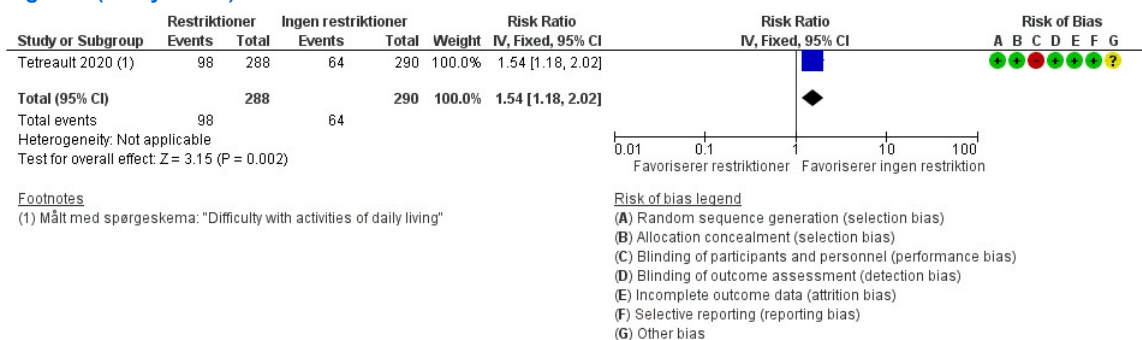 Restriktioner Ingen restriktioner Risk Ratio Risk Ratio Risk of Bias
Study or Subgroup Events Total Events Total Weight IV, Fixed, 95% CI IV, Fixed, 95% CI A B C D E F G
Tetreault 2020 (1) 98 288 64 290 100.0% 1.54 [1.18, 2.02] + + - + + + ?
Total (95% CI) 288 290 100.0% 1.54 [1.18, 2.02]
Total events 98 64
Heterogeneity: Not applicable
Test for overall effect: Z = 3.15 (P = 0.002)
0.01 0.1 1 10 100
Favoriserer restriktioner Favoriserer ingen restriktion
Footnotes
(1) Målt med spørgeskema: "Difficulty with activities of daily living"
Risk of bias legend
(A) Random sequence generation (selection bias)
(B) Allocation concealment (selection bias)
(C) Blinding of participants and personnel (performance bias)
(D) Blinding of outcome assessment (detection bias)
(E) Incomplete outcome data (attrition bias)
(F) Selective reporting (reporting bias)
(G) Other bias